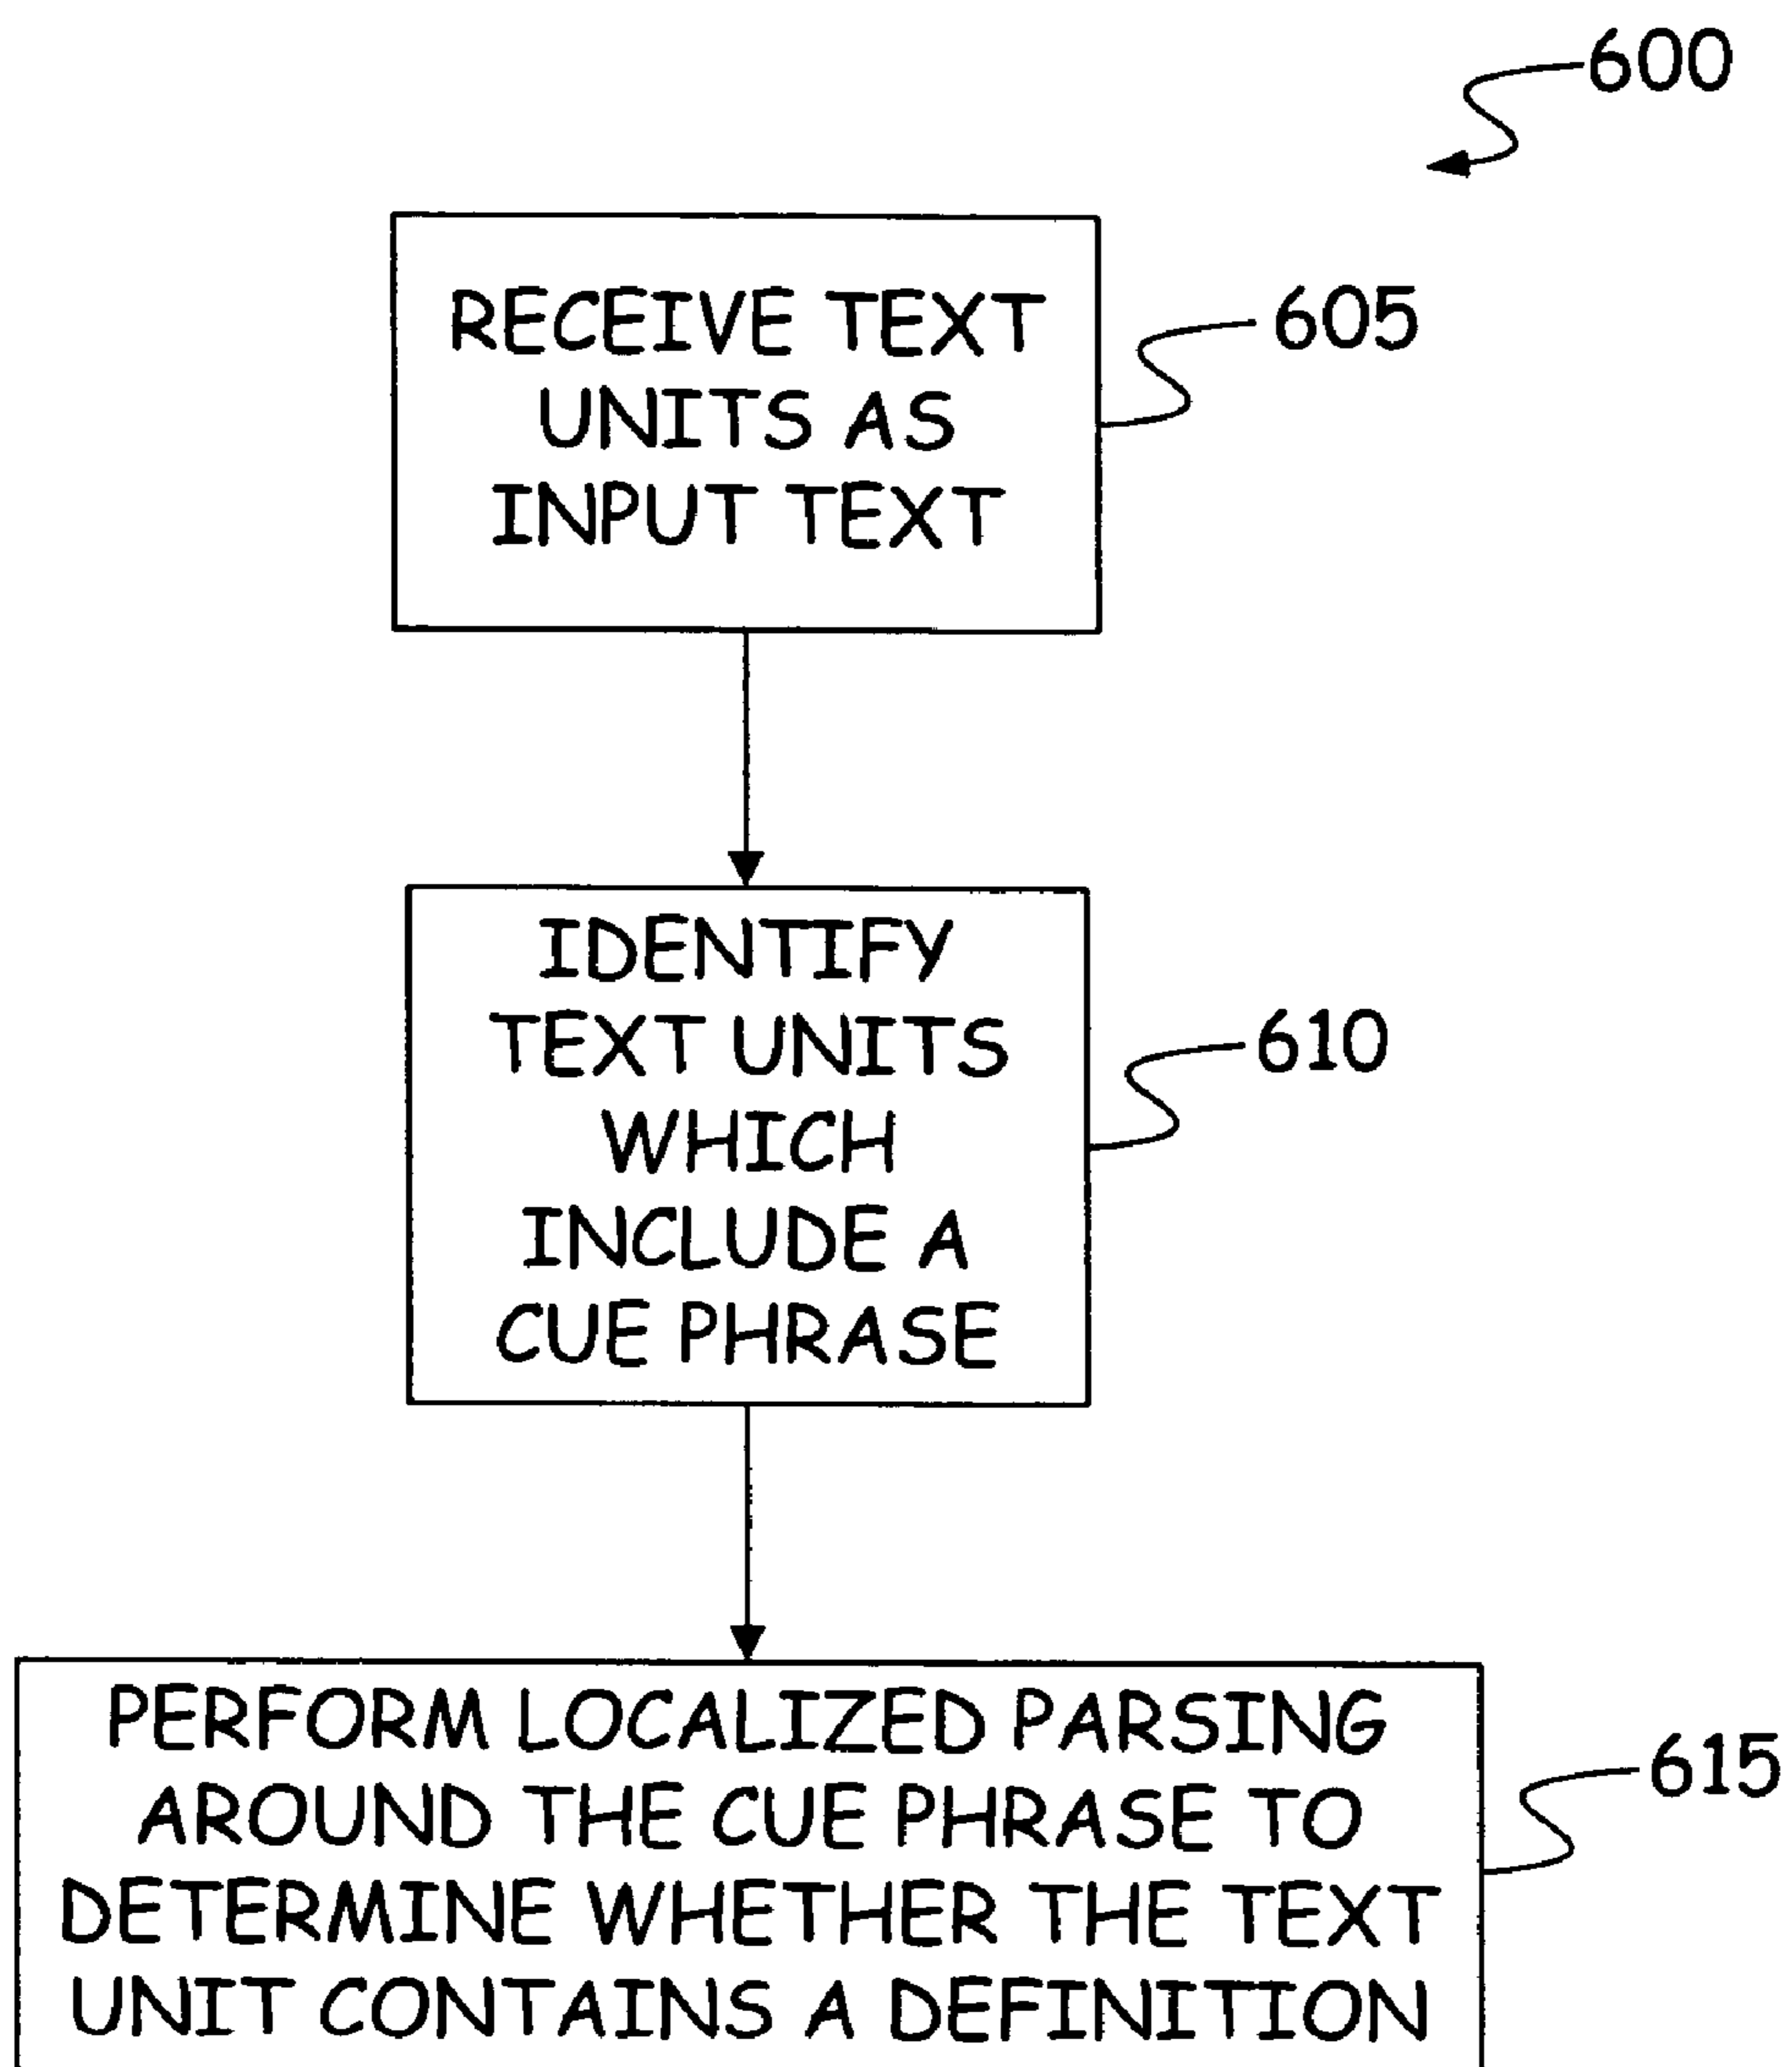 600
RECEIVE TEXT
UNITS AS
INPUT TEXT
605
IDENTIFY
TEXT UNITS
WHICH
INCLUDE A
CUE PHRASE
610
PERFORM LOCALIZED PARSING
AROUND THE CUE PHRASE TO
DETERMINE WHETHER THE TEXT
UNIT CONTAINS A DEFINITION
615